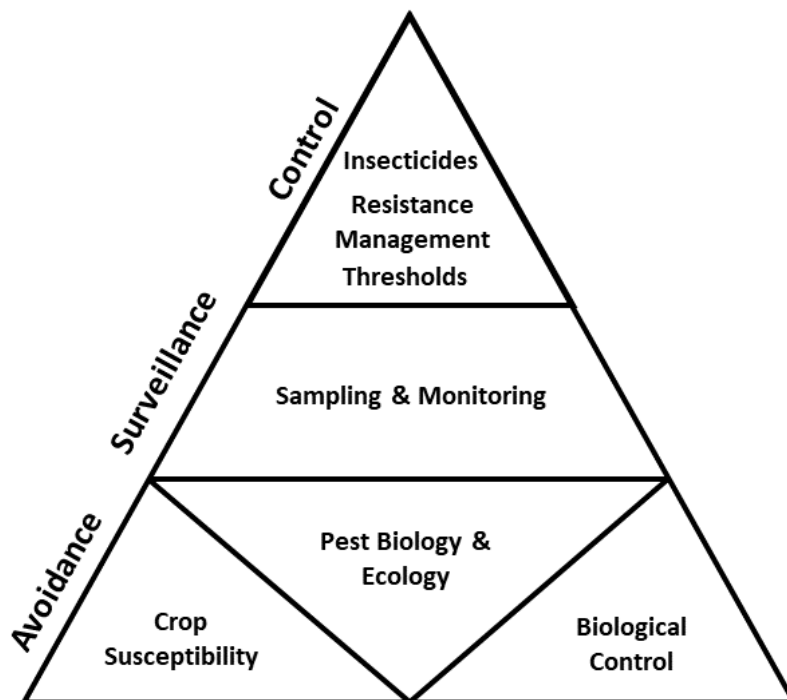 Control
Insecticides
Resistance
Management
Thresholds
Surveillance
Sampling & Monitoring
Avoidance
Pest Biology &
Ecology
Crop
Susceptibility
Biological
Control